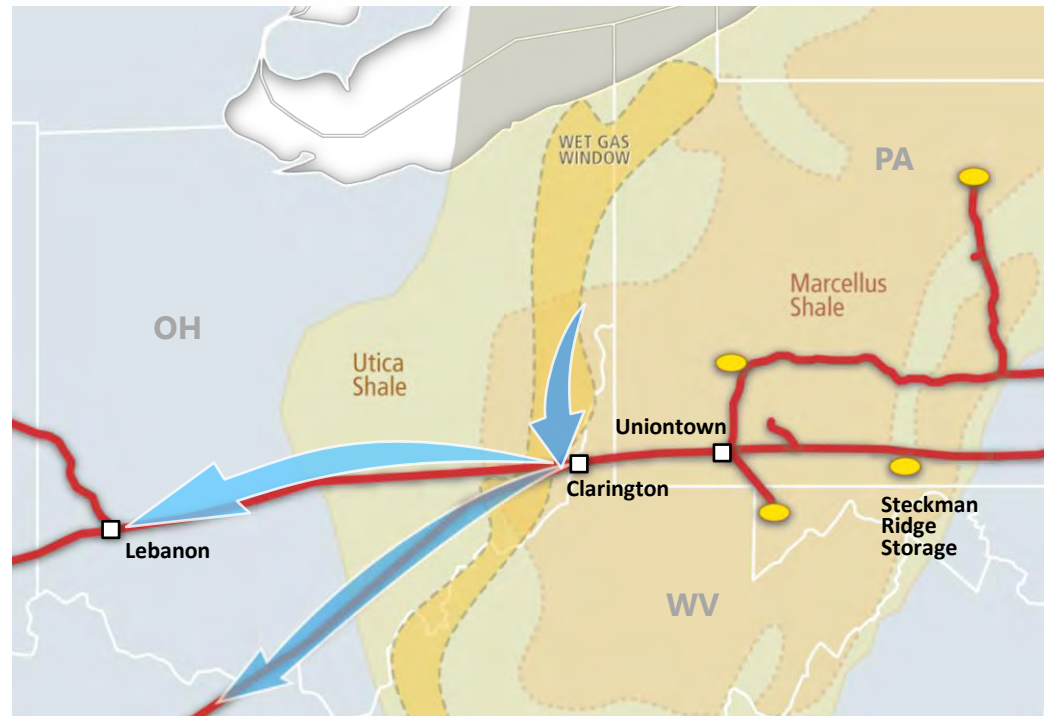 WET GAS
WINDOW
PA
Marcellus
Shale
OH
Utica
Shale
Uniontown
Clarington
Steckman
Ridge
Storage
Lebanon
WV